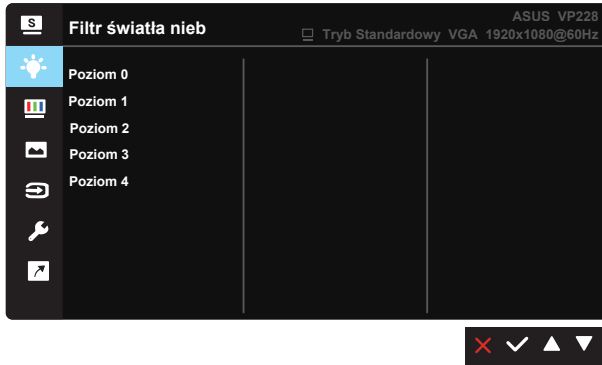 S
Filtr światła nieb
ASUS VP228
Tryb Standardowy VGA 1920x1080@60Hz
Poziom 0
Poziom 1
Poziom 2
Poziom 3
Poziom 4